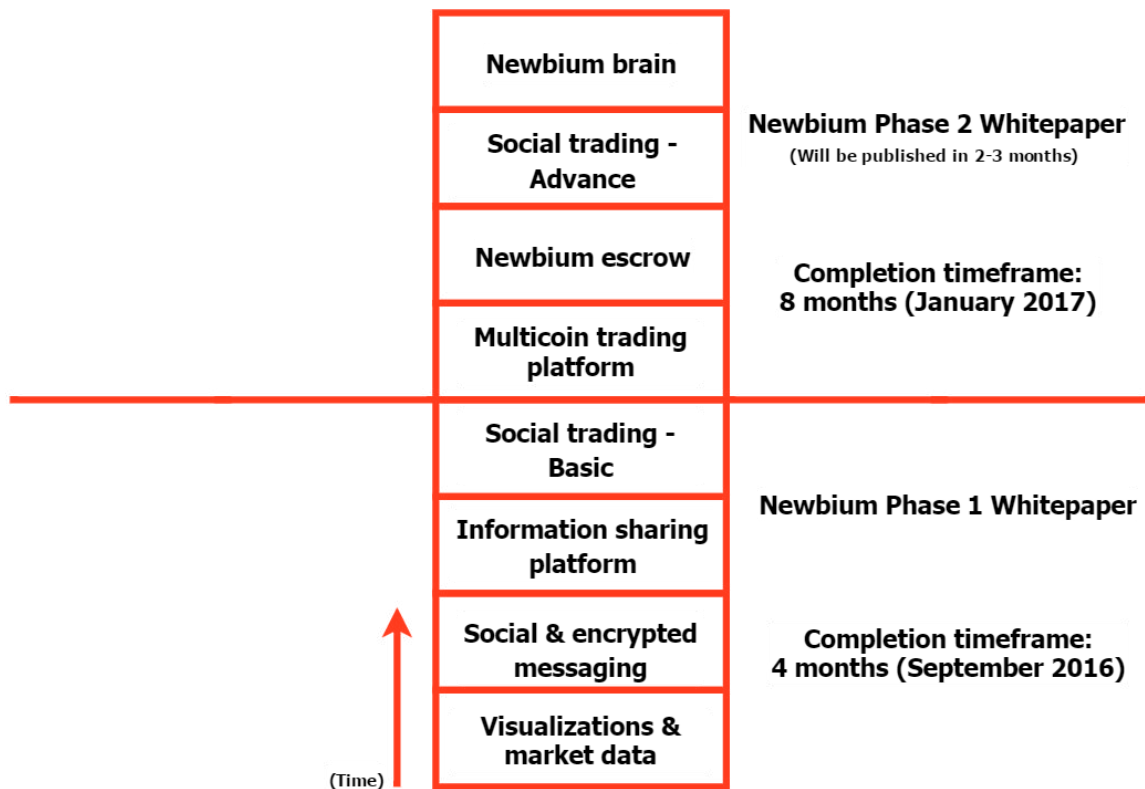 Newbium brain
Social trading -
Advance
Newbium Phase 2 Whitepaper
(Will be published in 2-3 months)
Newbium escrow
Completion timeframe:
8 months (January 2017)
Multicoin trading
platform
Social trading -
Basic
Newbium Phase 1 Whitepaper
Information sharing
platform
Social & encrypted
messaging
Completion timeframe:
4 months (September 2016)
Visualizations &
market data
(Time)